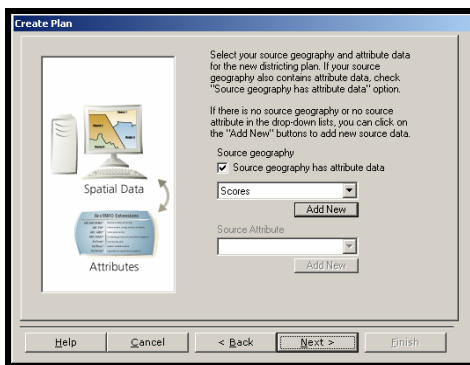 Create Plan
Select your source geography and attribute data
for the new districting plan. If your source
geography also contains attribute data, check
"Source geography has attribute data" option.
If there is no source geography or no source
attribute in the drop-down lists, you can click on
the "Add New" buttons to add new source data.
Source geography
Source geography has attribute data
Scores
Add New
Source Attribute
Add New
Spatial Data
ArcINFO Extensions
Attributes
Help
Cancel
< Back
Next >
Finish